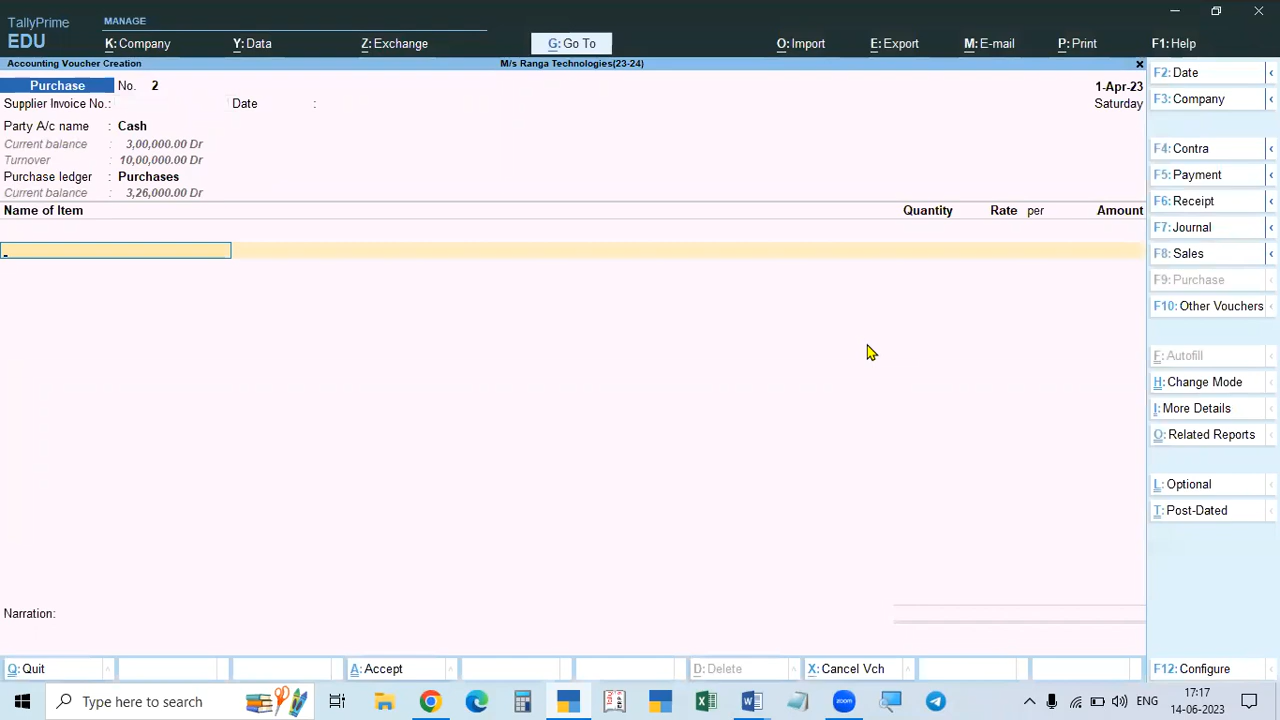 TallyPrime
EDU
MANAGE
K: Company
Y: Data
Z: Exchange
G: Go To
O: Import
E: Export
M: E-mail
P: Print
F1: Help
Accounting Voucher Creation
M/s Ranga Technologies(23-24)
Purchase No. 2
1-Apr-23
Supplier Invoice No.: Date :
Saturday
Party A/c name : Cash
Current balance : 3,00,000.00 Dr
Turnover : 10,00,000.00 Dr
Purchase ledger : Purchases
Current balance : 3,26,000.00 Dr
Name of Item Quantity Rate per Amount
Narration:
F2: Date
F3: Company
F4: Contra
F5: Payment
F6: Receipt
F7: Journal
F8: Sales
F9: Purchase
F10: Other Vouchers
F: Autofill
H: Change Mode
I: More Details
O: Related Reports
L: Optional
T: Post-Dated
Q: Quit
A: Accept
D: Delete
X: Cancel Vch
F12: Configure
Type here to search
zoom
ENG
17:17
14-06-2023